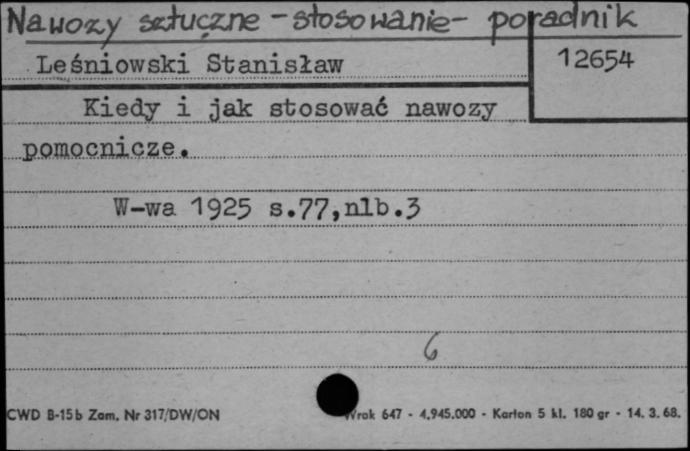 Nawozy sztuczne - stosowanie - poradnik
Leśniowski Stanisław
12654
Kiedy i jak stosować nawozy
pomocnicze.
W-wa 1925 s.77,nlb.3
6
CWD B-15b Zam. Nr 317/DW/ON
Wrak 647 - 4.945.000 - Karton 5 kl. 180 gr - 14. 3. 68.